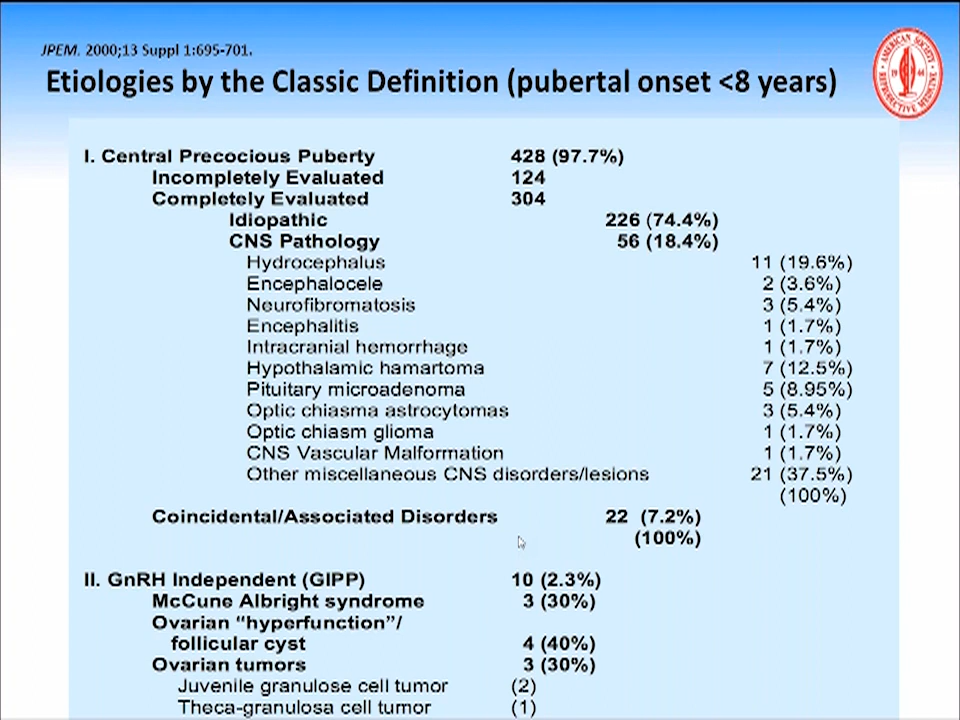 JPEM. 2000;13 Suppl 1:695-701.
Etiologies by the Classic Definition (pubertal onset <8 years)
AMERICAN SOCIETY
REPRODUCTIVE MEDICINE
19 44
I. Central Precocious Puberty 428 (97.7%)
Incompletely Evaluated 124
Completely Evaluated 304
Idiopathic 226 (74.4%)
CNS Pathology 56 (18.4%)
Hydrocephalus 11 (19.6%)
Encephalocele 2 (3.6%)
Neurofibromatosis 3 (5.4%)
Encephalitis 1 (1.7%)
Intracranial hemorrhage 1 (1.7%)
Hypothalamic hamartoma 7 (12.5%)
Pituitary microadenoma 5 (8.95%)
Optic chiasma astrocytomas 3 (5.4%)
Optic chiasm glioma 1 (1.7%)
CNS Vascular Malformation 1 (1.7%)
Other miscellaneous CNS disorders/lesions 21 (37.5%)
(100%)
Coincidental/Associated Disorders 22 (7.2%)
(100%)
II. GnRH Independent (GIPP) 10 (2.3%)
McCune Albright syndrome 3 (30%)
Ovarian “hyperfunction”/
follicular cyst 4 (40%)
Ovarian tumors 3 (30%)
Juvenile granulose cell tumor (2)
Theca-granulosa cell tumor (1)